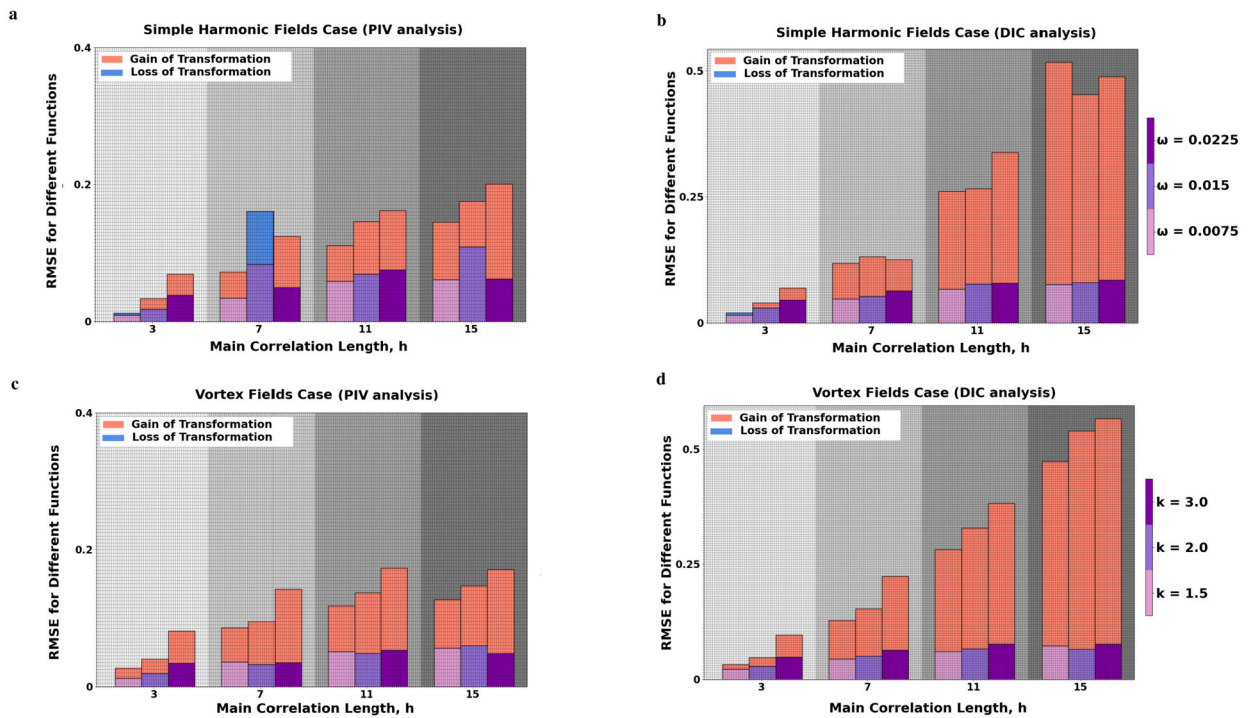 a
Simple Harmonic Fields Case (PIV analysis)
Gain of Transformation
Loss of Transformation
RMSE for Different Functions
0.4
0.2
0
3 7 11 15
Main Correlation Length, h
b
Simple Harmonic Fields Case (DIC analysis)
Gain of Transformation
Loss of Transformation
RMSE for Different Functions
0.5
0.25
0
3 7 11 15
Main Correlation Length, h
ω = 0.0225
ω = 0.015
ω = 0.0075
c
Vortex Fields Case (PIV analysis)
Gain of Transformation
Loss of Transformation
RMSE for Different Functions
0.4
0.2
0
3 7 11 15
Main Correlation Length, h
d
Vortex Fields Case (DIC analysis)
Gain of Transformation
Loss of Transformation
RMSE for Different Functions
0.5
0.25
0
3 7 11 15
Main Correlation Length, h
k = 3.0
k = 2.0
k = 1.5